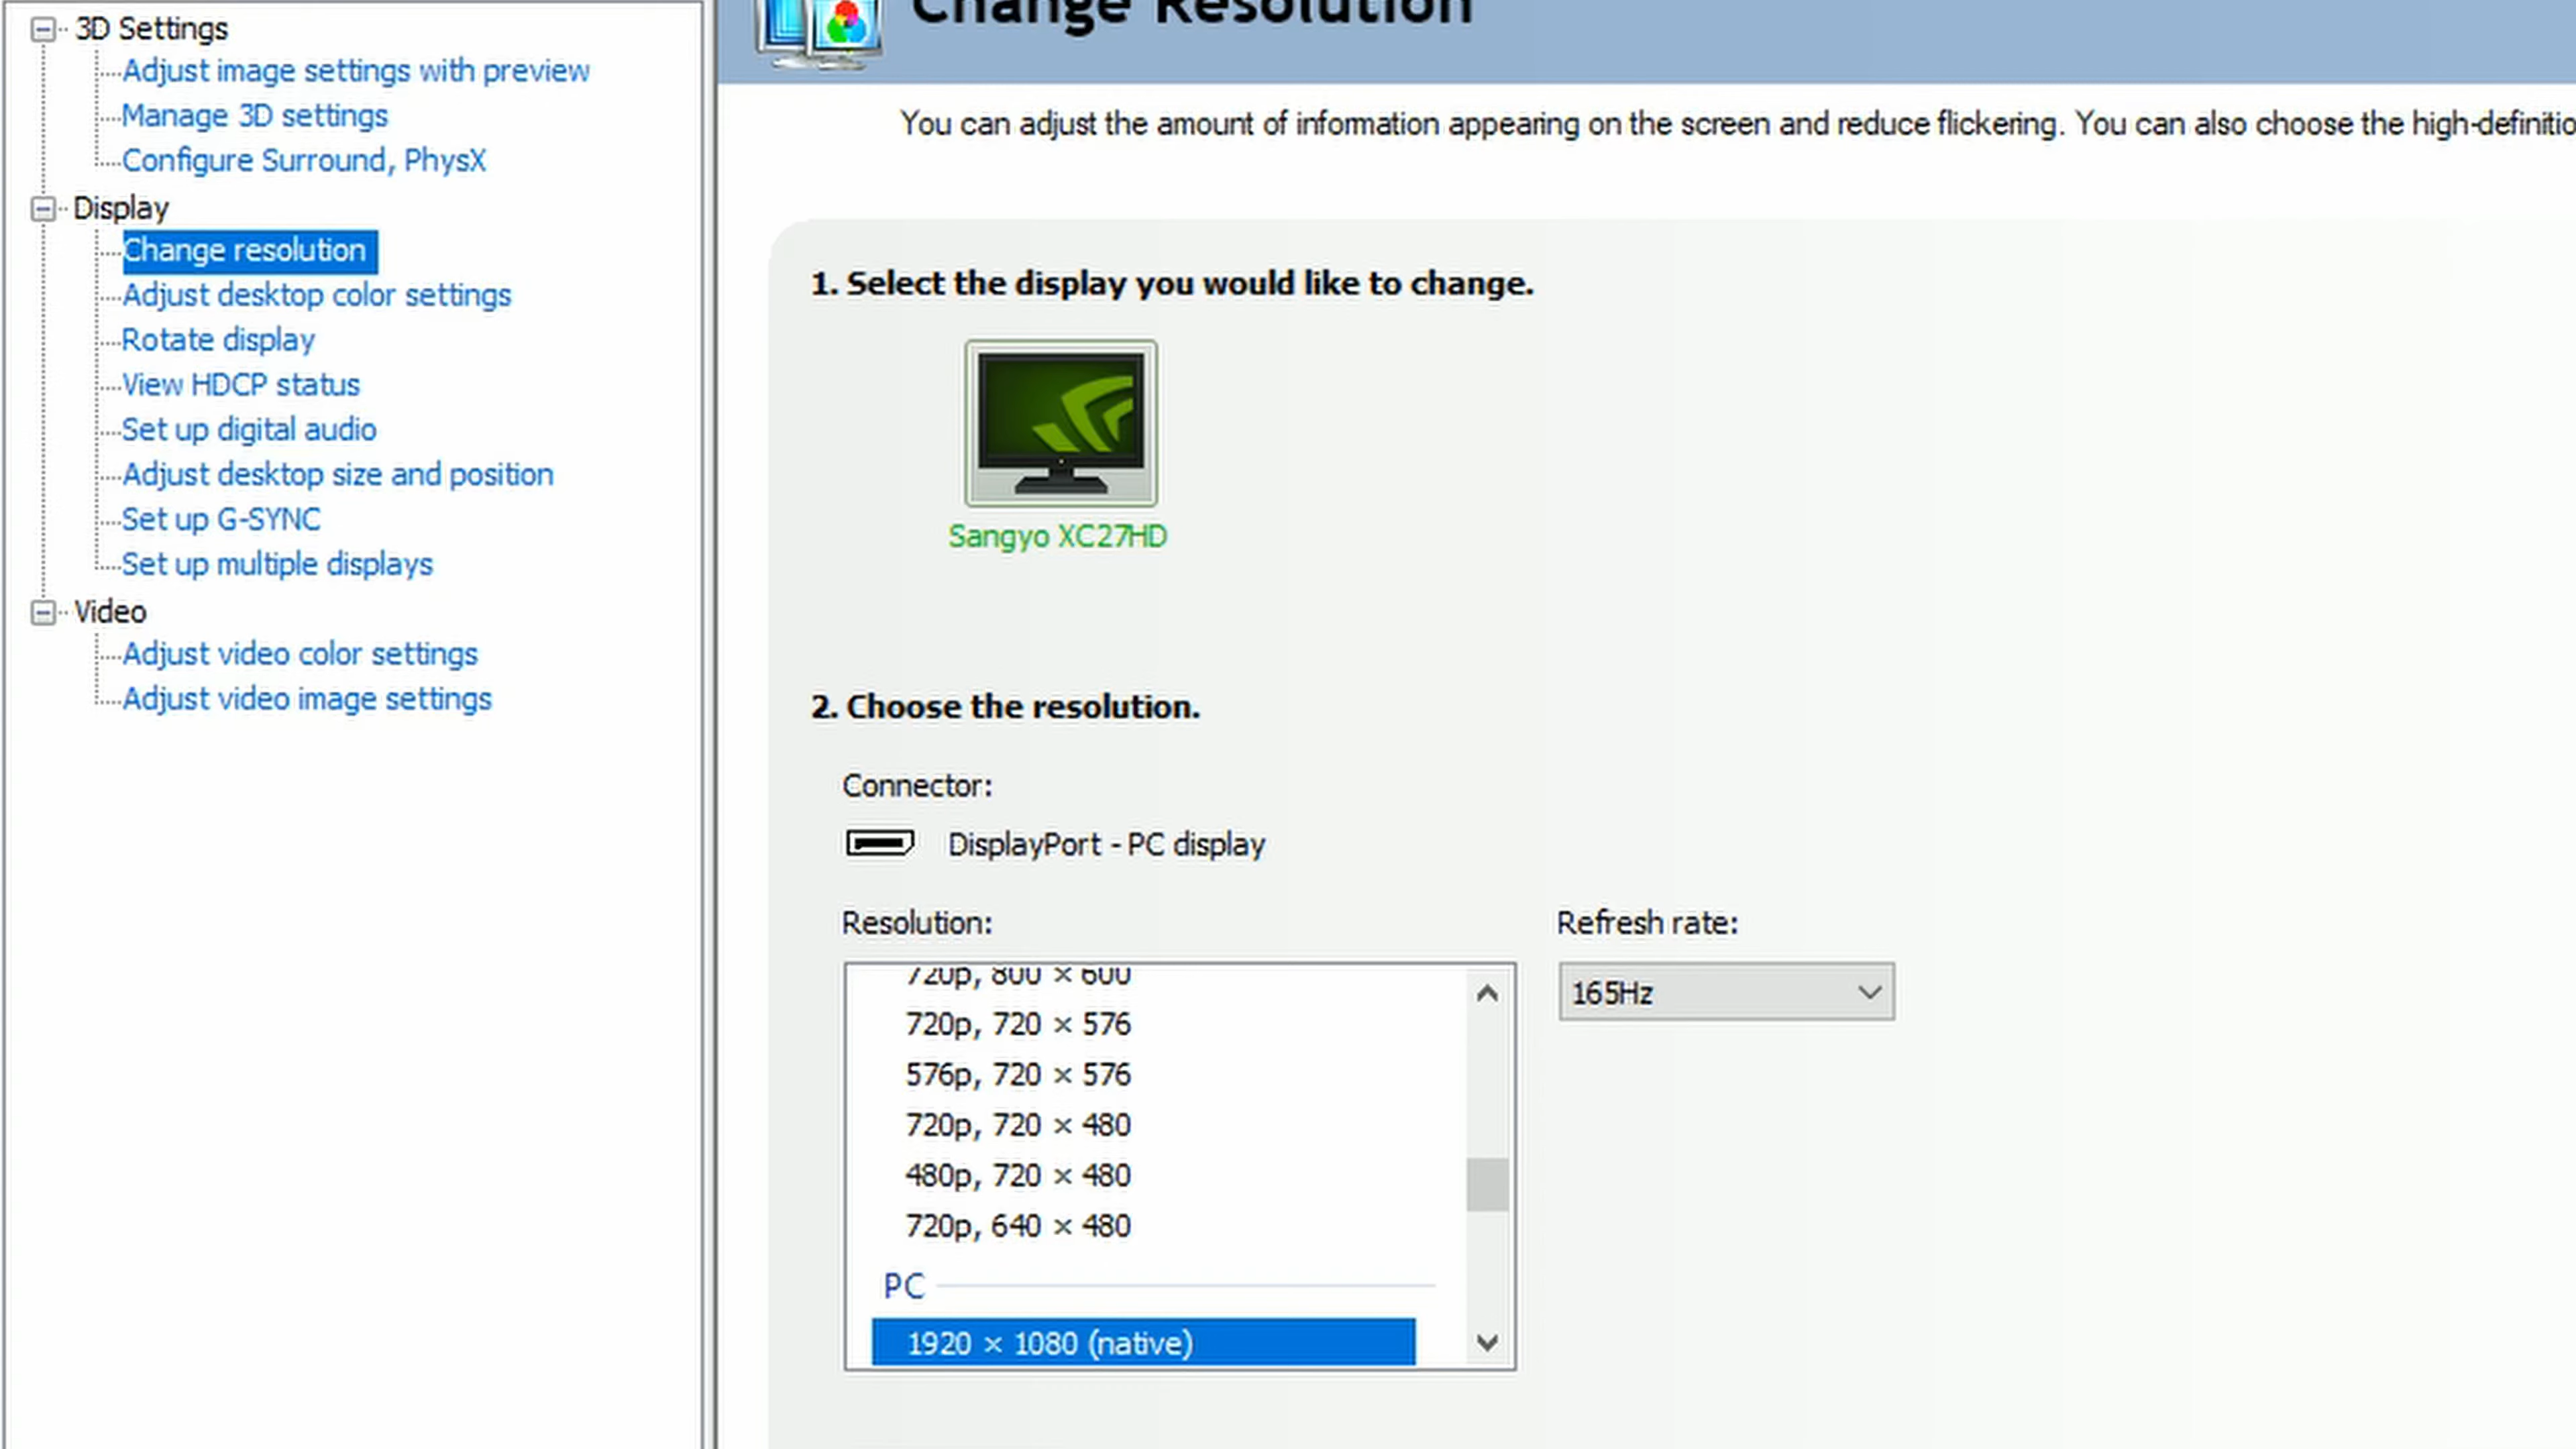 3D Settings
Adjust image settings with preview
Manage 3D settings
Configure Surround, PhysX
Display
Change resolution
Adjust desktop color settings
Rotate display
View HDCP status
Set up digital audio
Adjust desktop size and position
Set up G-SYNC
Set up multiple displays
Video
Adjust video color settings
Adjust video image settings
Change Resolution
You can adjust the amount of information appearing on the screen and reduce flickering. You can also choose the high-definitio
1. Select the display you would like to change.
Sangyo XC27HD
2. Choose the resolution.
Connector:
DisplayPort - PC display
Resolution:
Refresh rate:
720p, 800 × 600
720p, 720 × 576
576p, 720 × 576
720p, 720 × 480
480p, 720 × 480
720p, 640 × 480
PC
1920 × 1080 (native)
165Hz